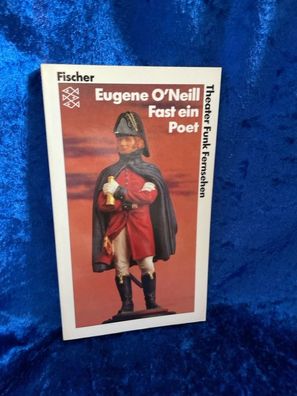 Fischer
Eugene O'Neill
Fast ein
Poet
Theater Funk Fernsehen